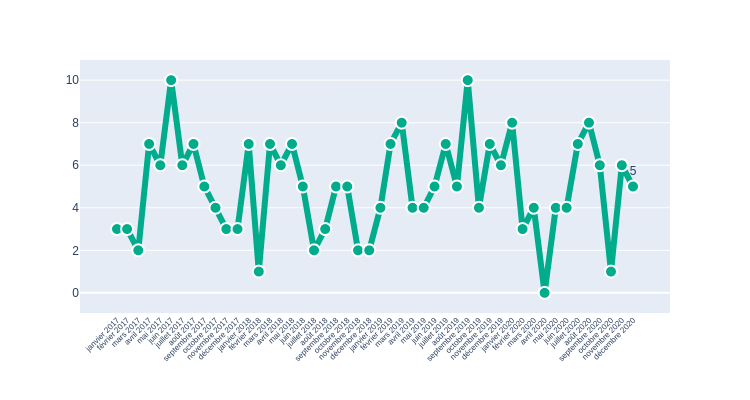 10
8
6
4
2
0
5
janvier 2017
février 2017
mars 2017
avril 2017
mai 2017
juin 2017
juillet 2017
août 2017
septembre 2017
octobre 2017
novembre 2017
décembre 2017
janvier 2018
février 2018
mars 2018
avril 2018
mai 2018
juin 2018
juillet 2018
août 2018
septembre 2018
octobre 2018
novembre 2018
décembre 2018
janvier 2019
février 2019
mars 2019
avril 2019
mai 2019
juin 2019
juillet 2019
août 2019
septembre 2019
octobre 2019
novembre 2019
décembre 2019
janvier 2020
février 2020
mars 2020
avril 2020
mai 2020
juin 2020
juillet 2020
août 2020
septembre 2020
octobre 2020
novembre 2020
décembre 2020